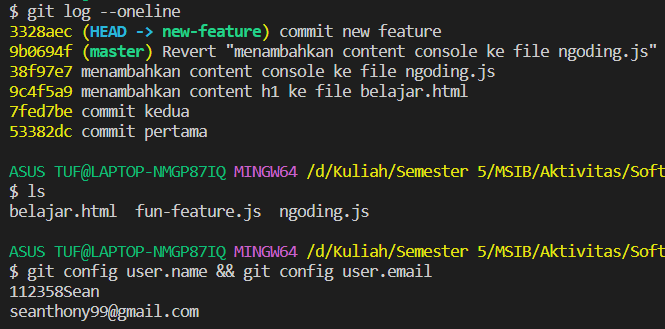 $ git log --oneline
3328aec (HEAD -> new-feature) commit new feature
9b0694f (master) Revert "menambahkan content console ke file ngoding.js"
38f97e7 menambahkan content console ke file ngoding.js
9c4f5a9 menambahkan content h1 ke file belajar.html
7fed7be commit kedua
53382dc commit pertama
ASUS TUF@LAPTOP-NMGP87IQ MINGW64 /d/Kuliah/Semester 5/MSIB/Aktivitas/Soft
$ ls
belajar.html  fun-feature.js  ngoding.js
ASUS TUF@LAPTOP-NMGP87IQ MINGW64 /d/Kuliah/Semester 5/MSIB/Aktivitas/Soft
$ git config user.name && git config user.email
112358Sean
seanthony99@gmail.com